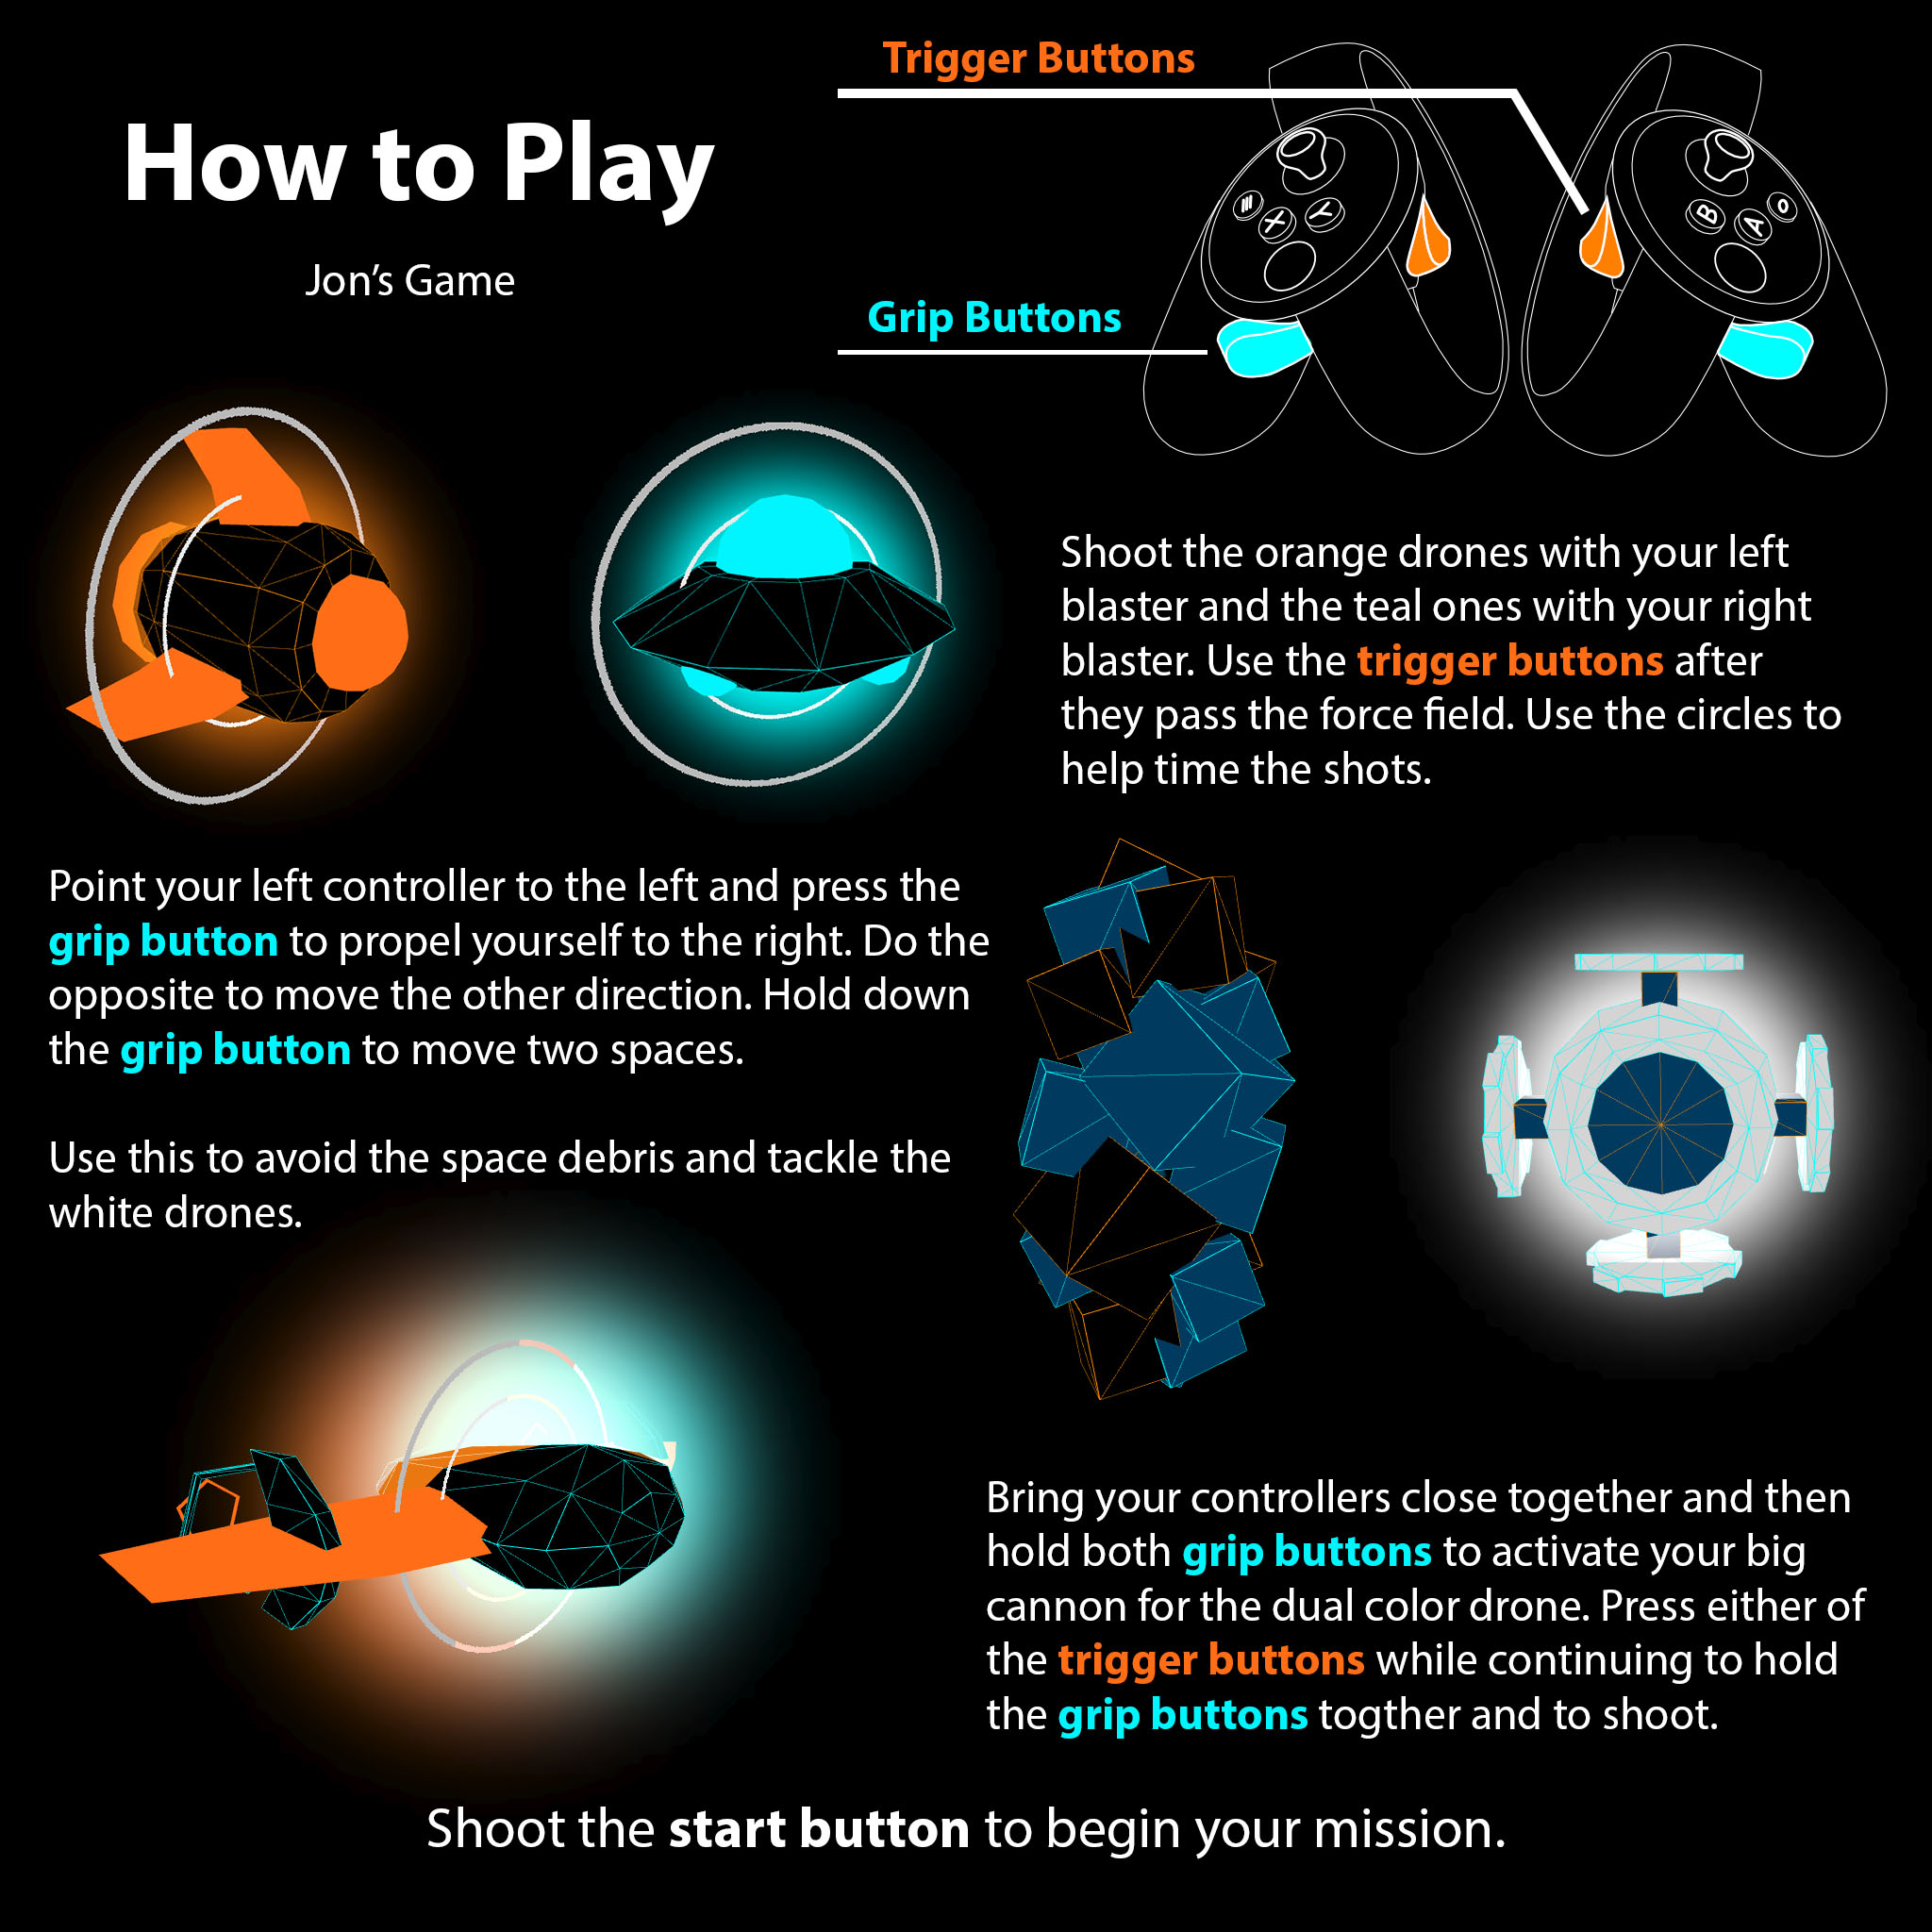 Trigger Buttons
How to Play
Jon’s Game
Grip Buttons
X
Y
B
A
Shoot the orange drones with your left
blaster and the teal ones with your right
blaster. Use the trigger buttons after
they pass the force field. Use the circles to
help time the shots.
Point your left controller to the left and press the
grip button to propel yourself to the right. Do the
opposite to move the other direction. Hold down
the grip button to move two spaces.
Use this to avoid the space debris and tackle the
white drones.
Bring your controllers close together and then
hold both grip buttons to activate your big
cannon for the dual color drone. Press either of
the trigger buttons while continuing to hold
the grip buttons togther and to shoot.
Shoot the start button to begin your mission.